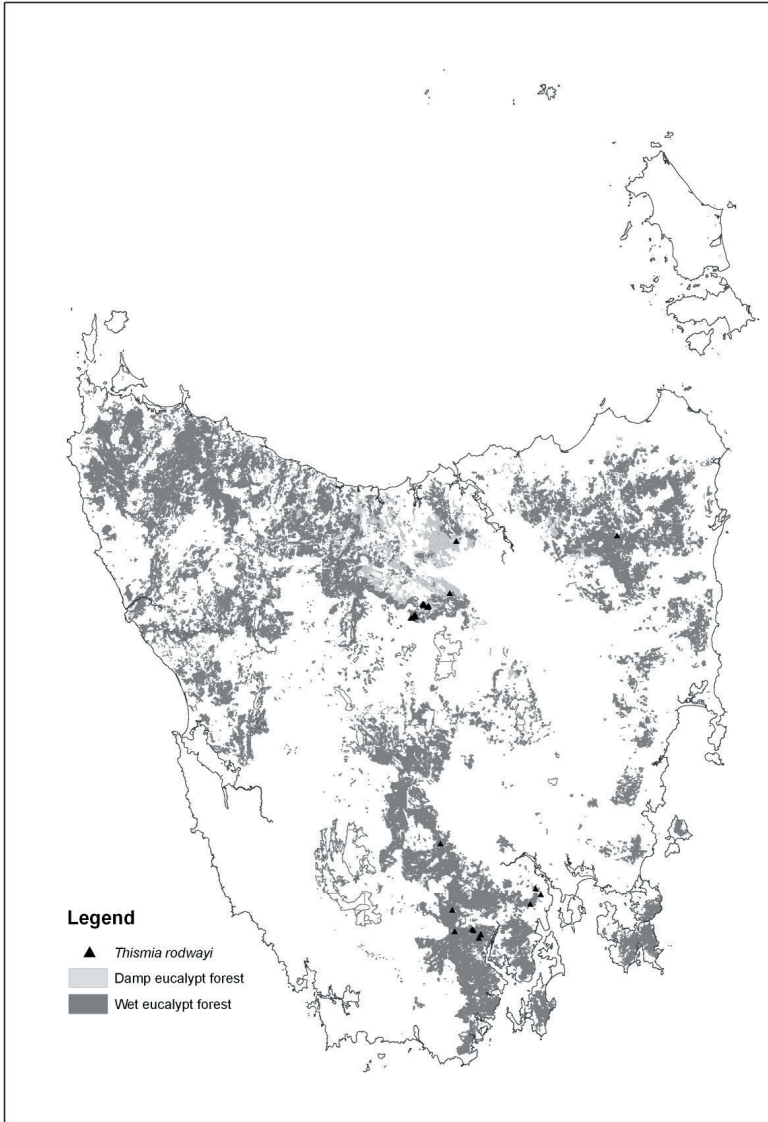 Legend
Thismia rodwayi
Damp eucalypt forest
Wet eucalypt forest